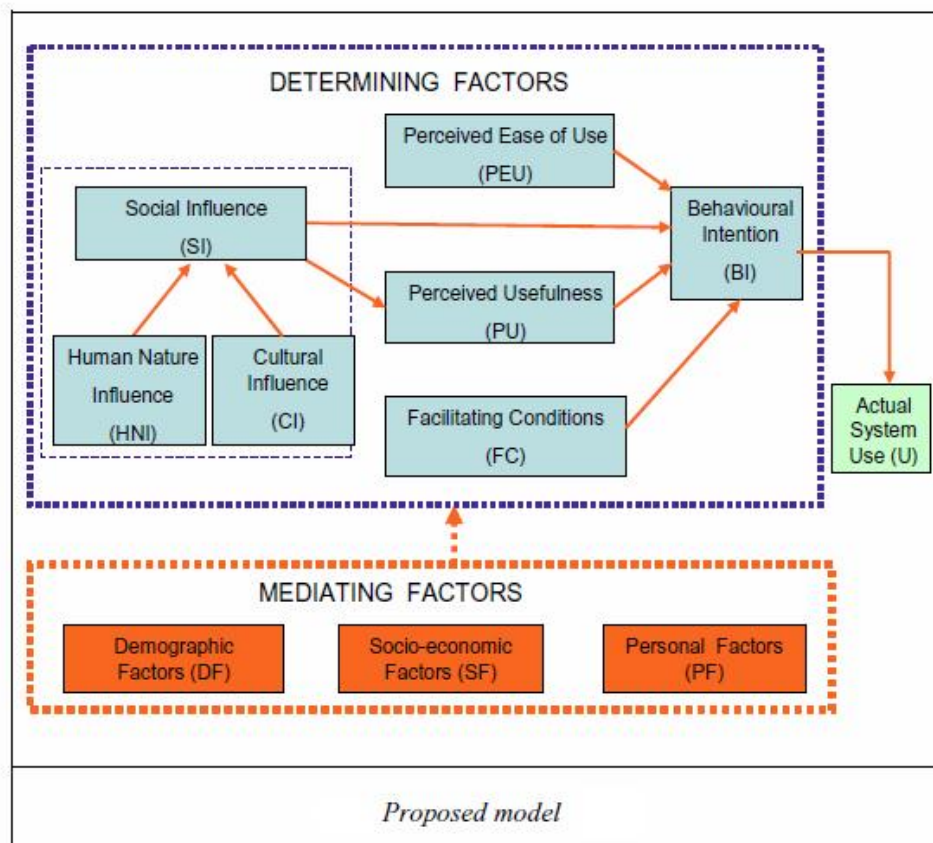 DETERMINING FACTORS
Perceived Ease of Use
(PEU)
Social Influence
(SI)
Behavioural
Intention
(BI)
Perceived Usefulness
(PU)
Human Nature
Influence
(HNI)
Cultural
Influence
(CI)
Facilitating Conditions
(FC)
Actual
System
Use (U)
MEDIATING FACTORS
Demographic
Factors (DF)
Socio-economic
Factors (SF)
Personal Factors
(PF)
Proposed model